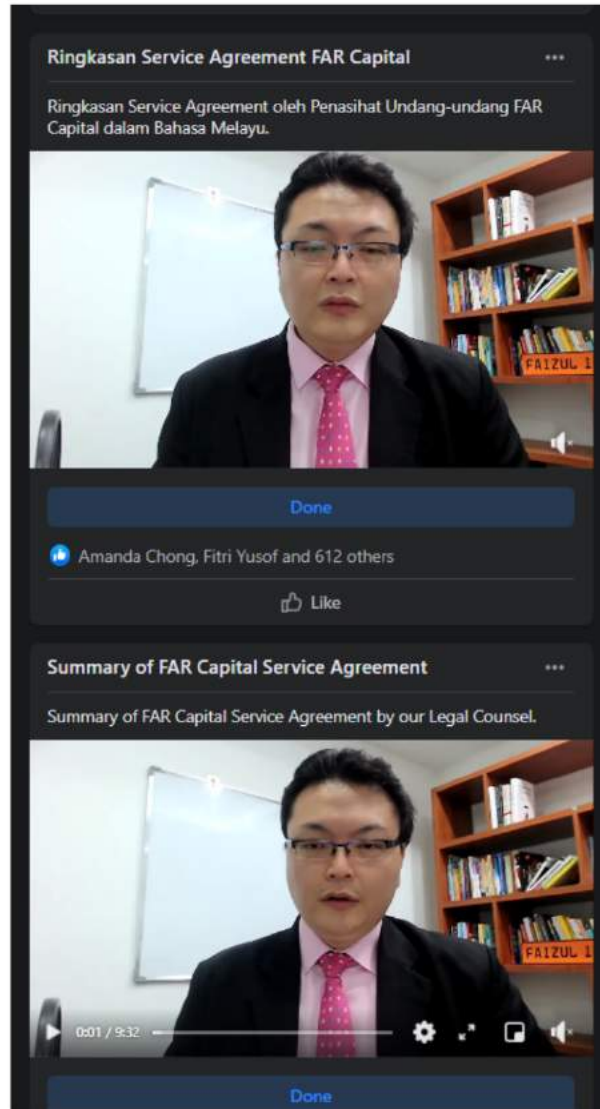 Ringkasan Service Agreement FAR Capital
Ringkasan Service Agreement oleh Penasihat Undang-undang FAR
Capital dalam Bahasa Melayu.
FAIZUL 1
Done
Amanda Chong, Fitri Yusof and 612 others
Like
Summary of FAR Capital Service Agreement
Summary of FAR Capital Service Agreement by our Legal Counsel.
FAIZUL 1
0:01 / 9:32
Done